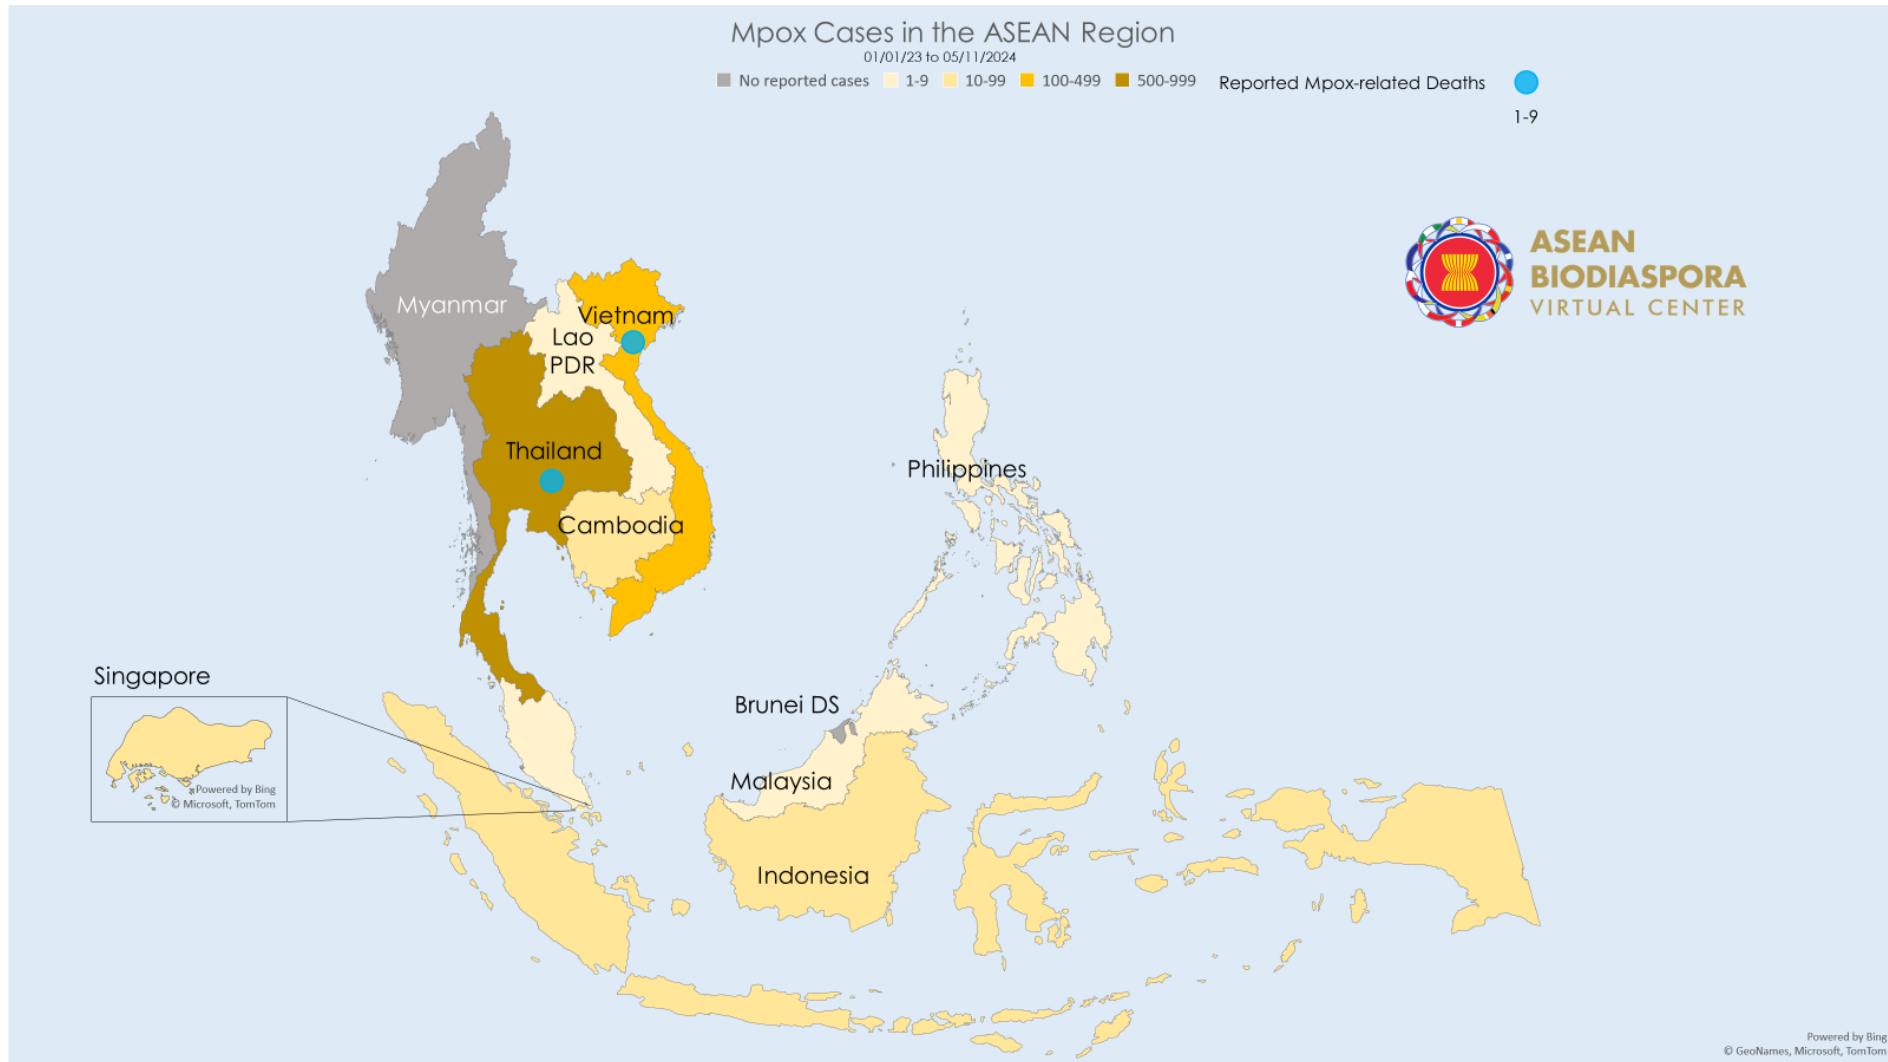 Mpox Cases in the ASEAN Region
01/01/23 to 05/11/2024
No reported cases 1-9 10-99 100-499 500-999 Reported Mpox-related Deaths
1-9
ASEAN
BIODIASPORA
VIRTUAL CENTER
Myanmar
Vietnam
Lao
PDR
Thailand
Philippines
Cambodia
Singapore
Powered by Bing
© Microsoft, TomTom
Brunei DS
Malaysia
Indonesia
Powered by Bing
© GeoNames, Microsoft, TomTom